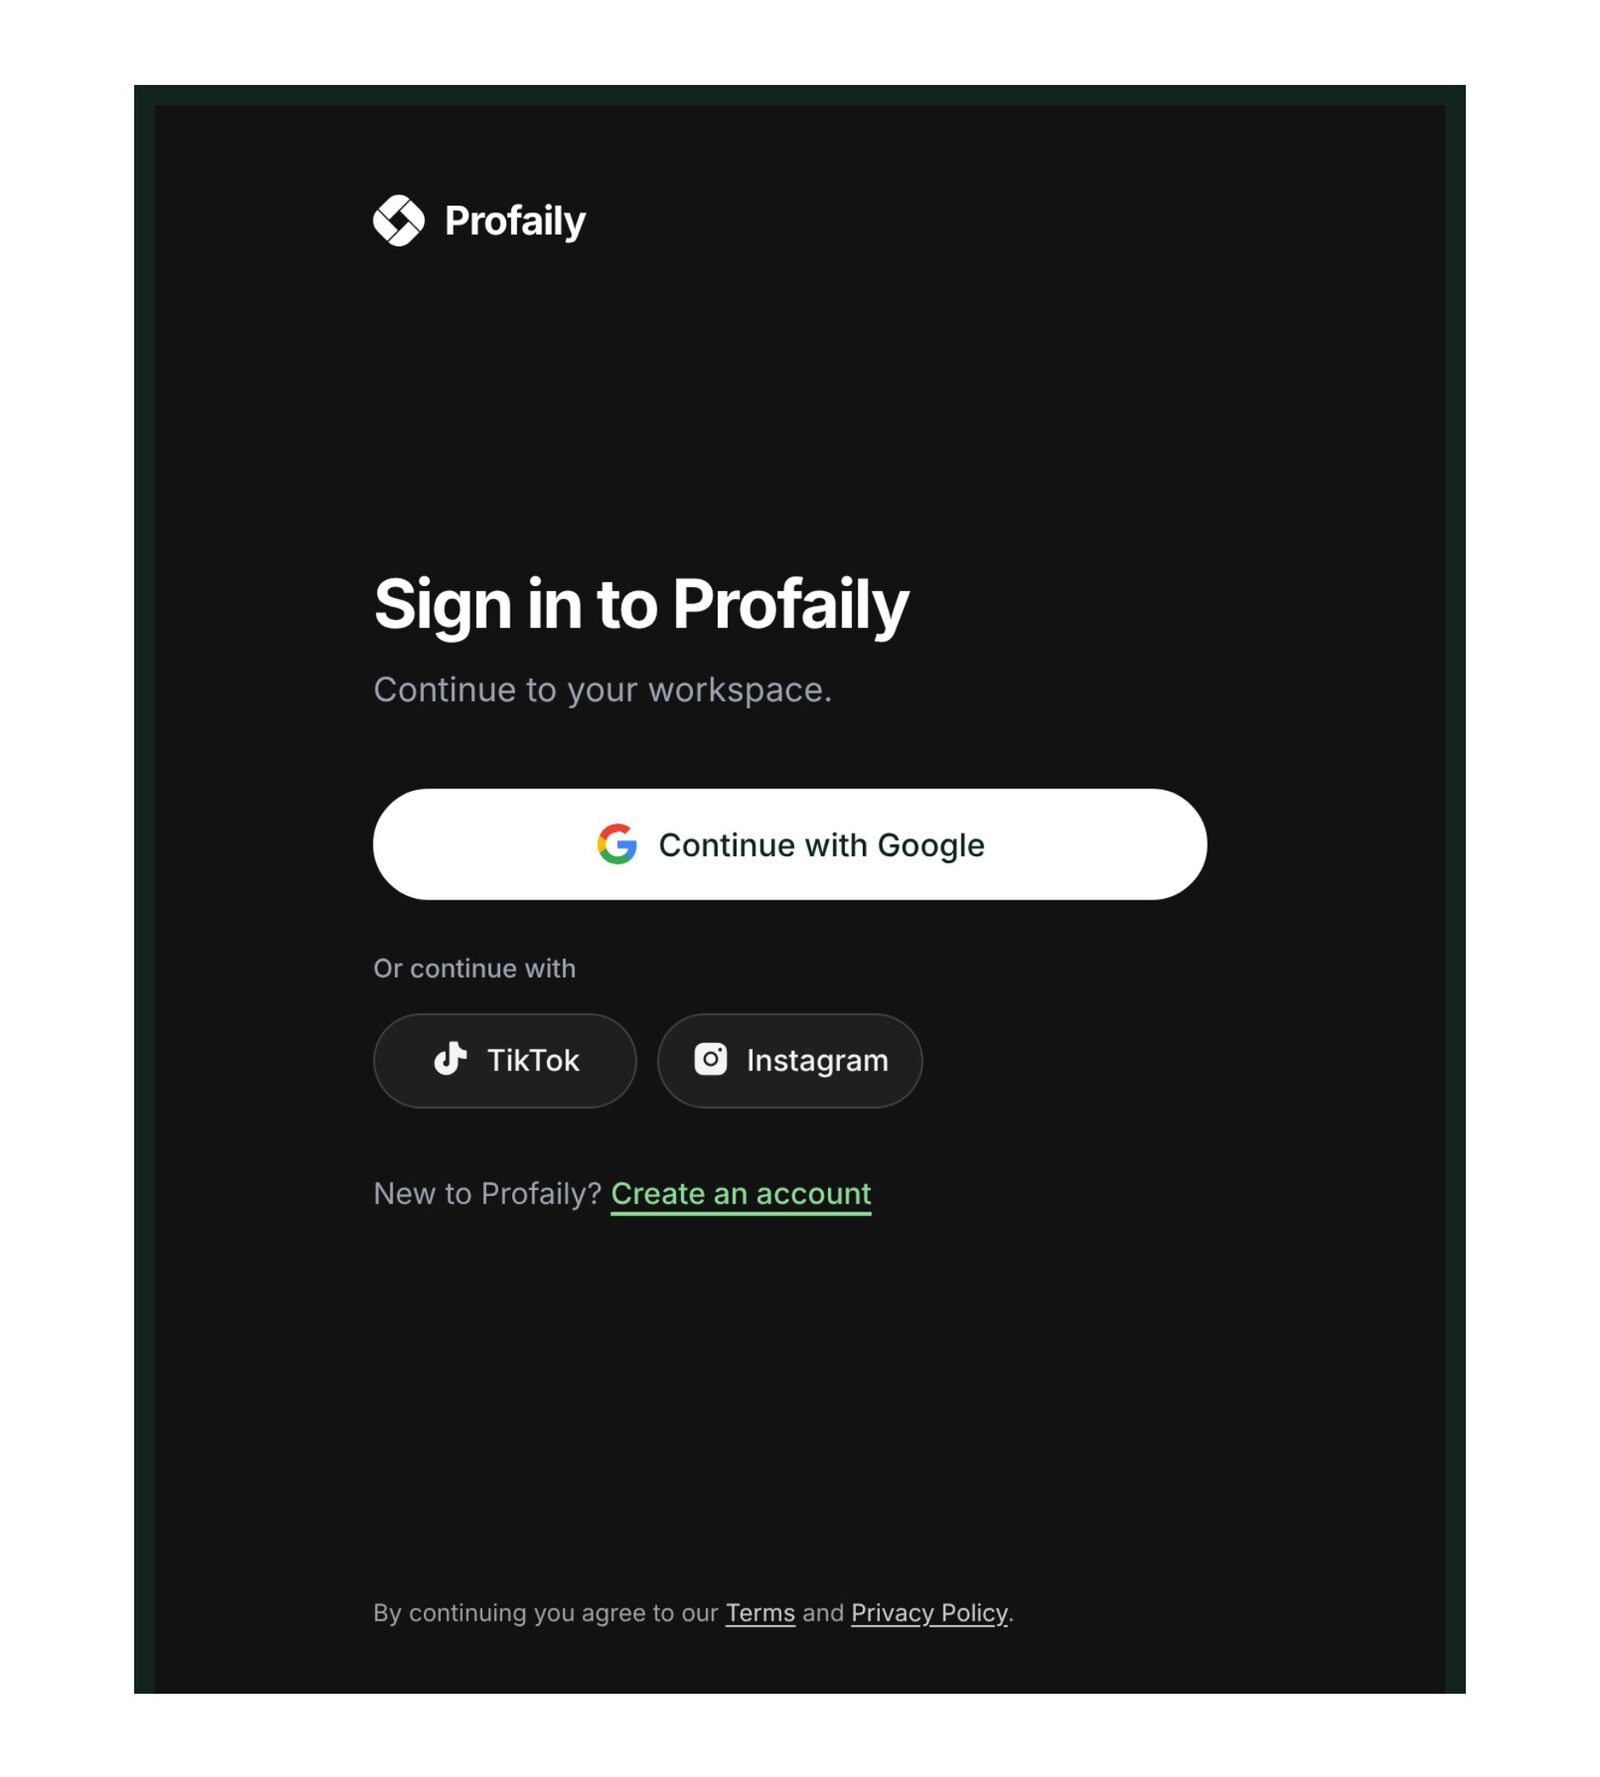 Profaily
Sign in to Profaily
Continue to your workspace.
Continue with Google
Or continue with
TikTok
Instagram
New to Profaily? Create an account
By continuing you agree to our Terms and Privacy Policy.